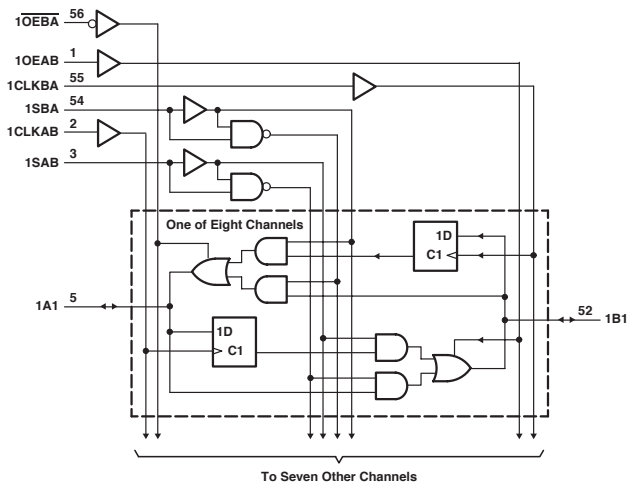 1O̅E̅B̅A̅ 56
1OEAB 1
1CLKBA 55
1SBA 54
1CLKAB 2
1SAB 3
One of Eight Channels
1D
C1
1A1 5
52 1B1
1D
C1
To Seven Other Channels